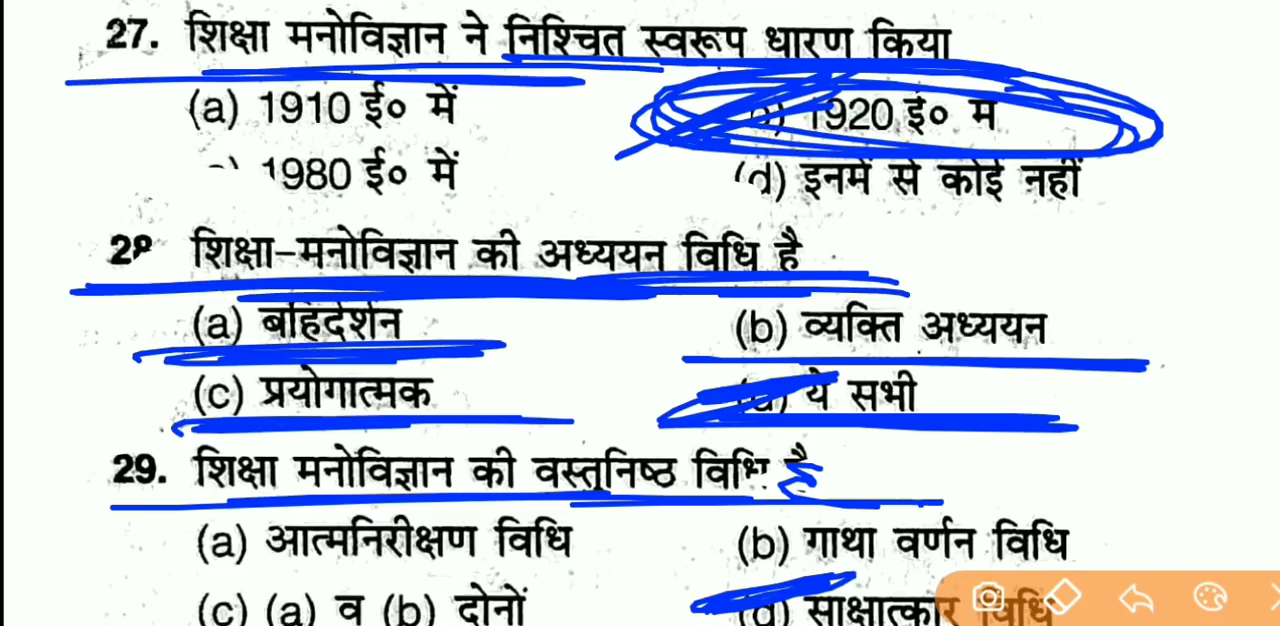 27. शिक्षा मनोविज्ञान ने निश्चित स्वरूप धारण किया
(a) 1910 ई० में 1920 ई० में
1980 ई० में (d) इनमें से कोई नहीं
28 शिक्षा-मनोविज्ञान की अध्ययन विधि है
(a) बहिर्दर्शन (b) व्यक्ति अध्ययन
(c) प्रयोगात्मक (d) ये सभी
29. शिक्षा मनोविज्ञान की वस्तुनिष्ठ विधि है
(a) आत्मनिरीक्षण विधि (b) गाथा वर्णन विधि
(c) (a) व (b) दोनों (d) साक्षात्कार विधि